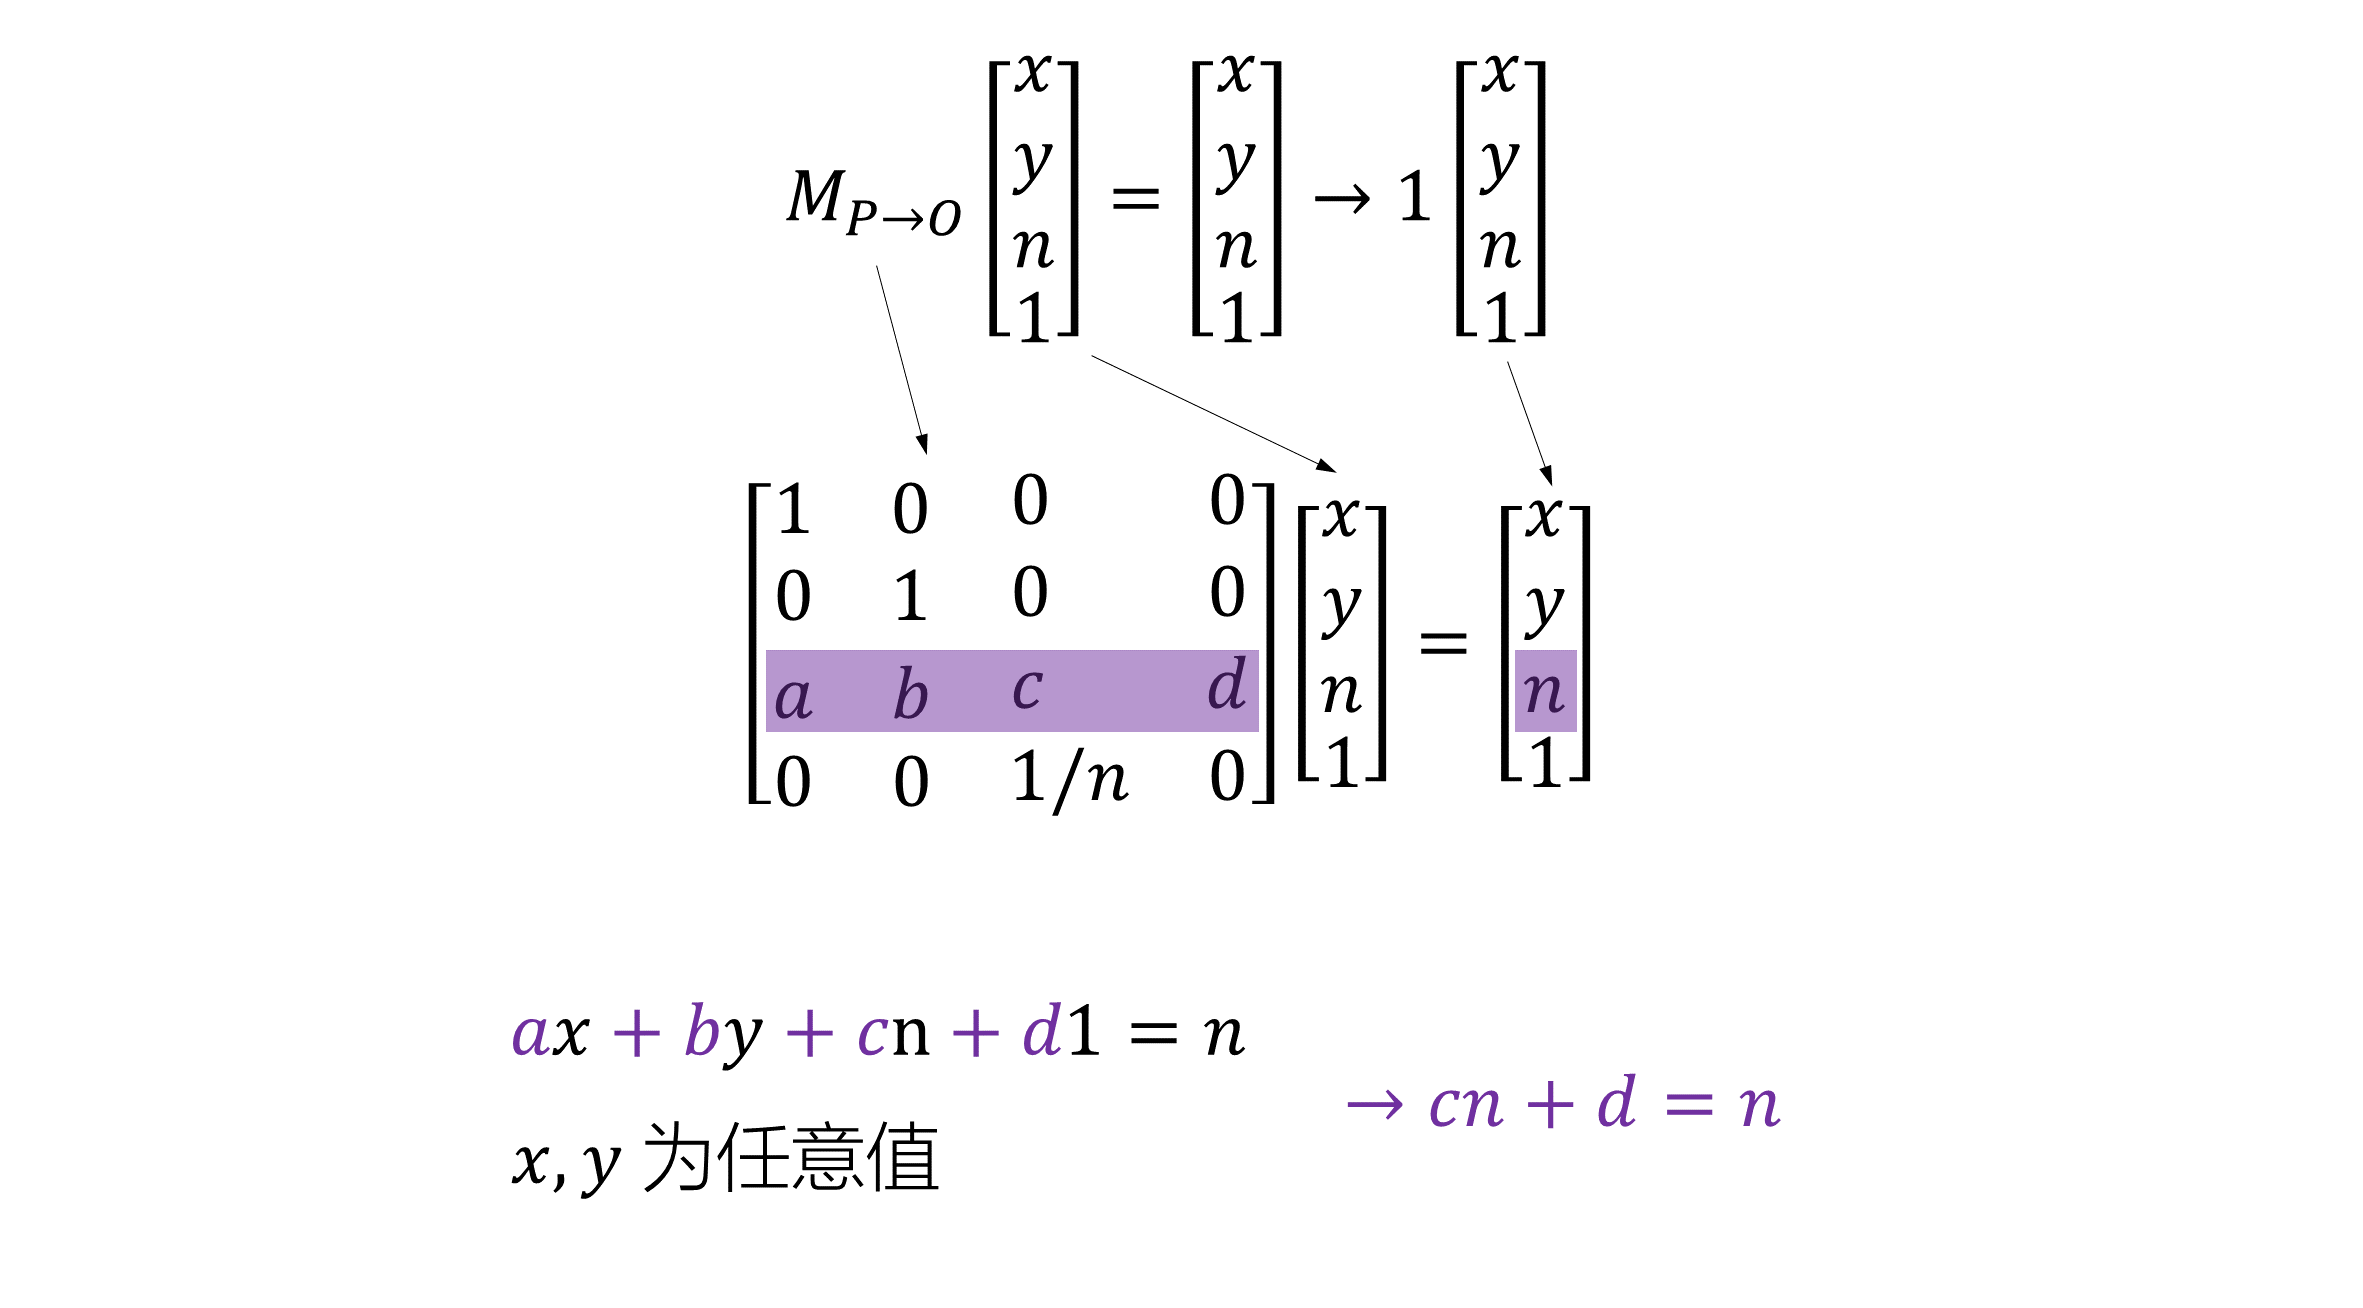 M_{P→O} [x y n 1] = [x y n 1] → 1 [x y n 1]
[1 0 0 0
0 1 0 0
a b c d
0 0 1/n 0] [x y n 1] = [x y n 1]
ax + by + cn + d1 = n
→ cn + d = n
x, y 为任意值